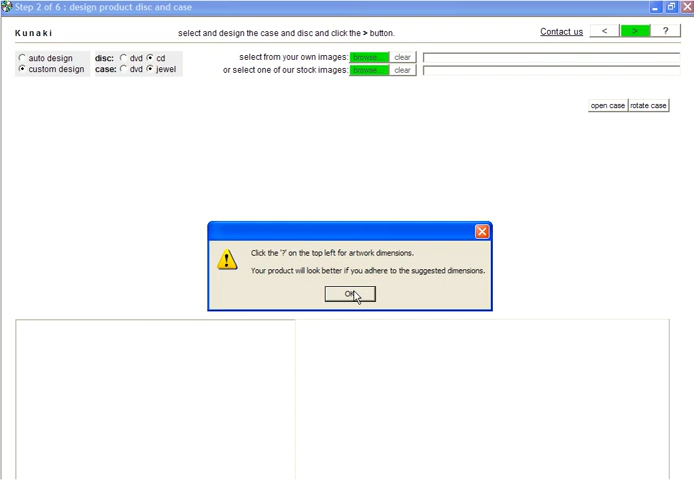 Step 2 of 6 : design product disc and case
Kunaki select and design the case and disc and click the > button. Contact us < > ?
auto design disc: dvd cd select from your own images: browse... clear
custom design case: dvd jewel or select one of our stock images: browse... clear
open case rotate case
Click the '?' on the top left for artwork dimensions.
Your product will look better if you adhere to the suggested dimensions.
OK